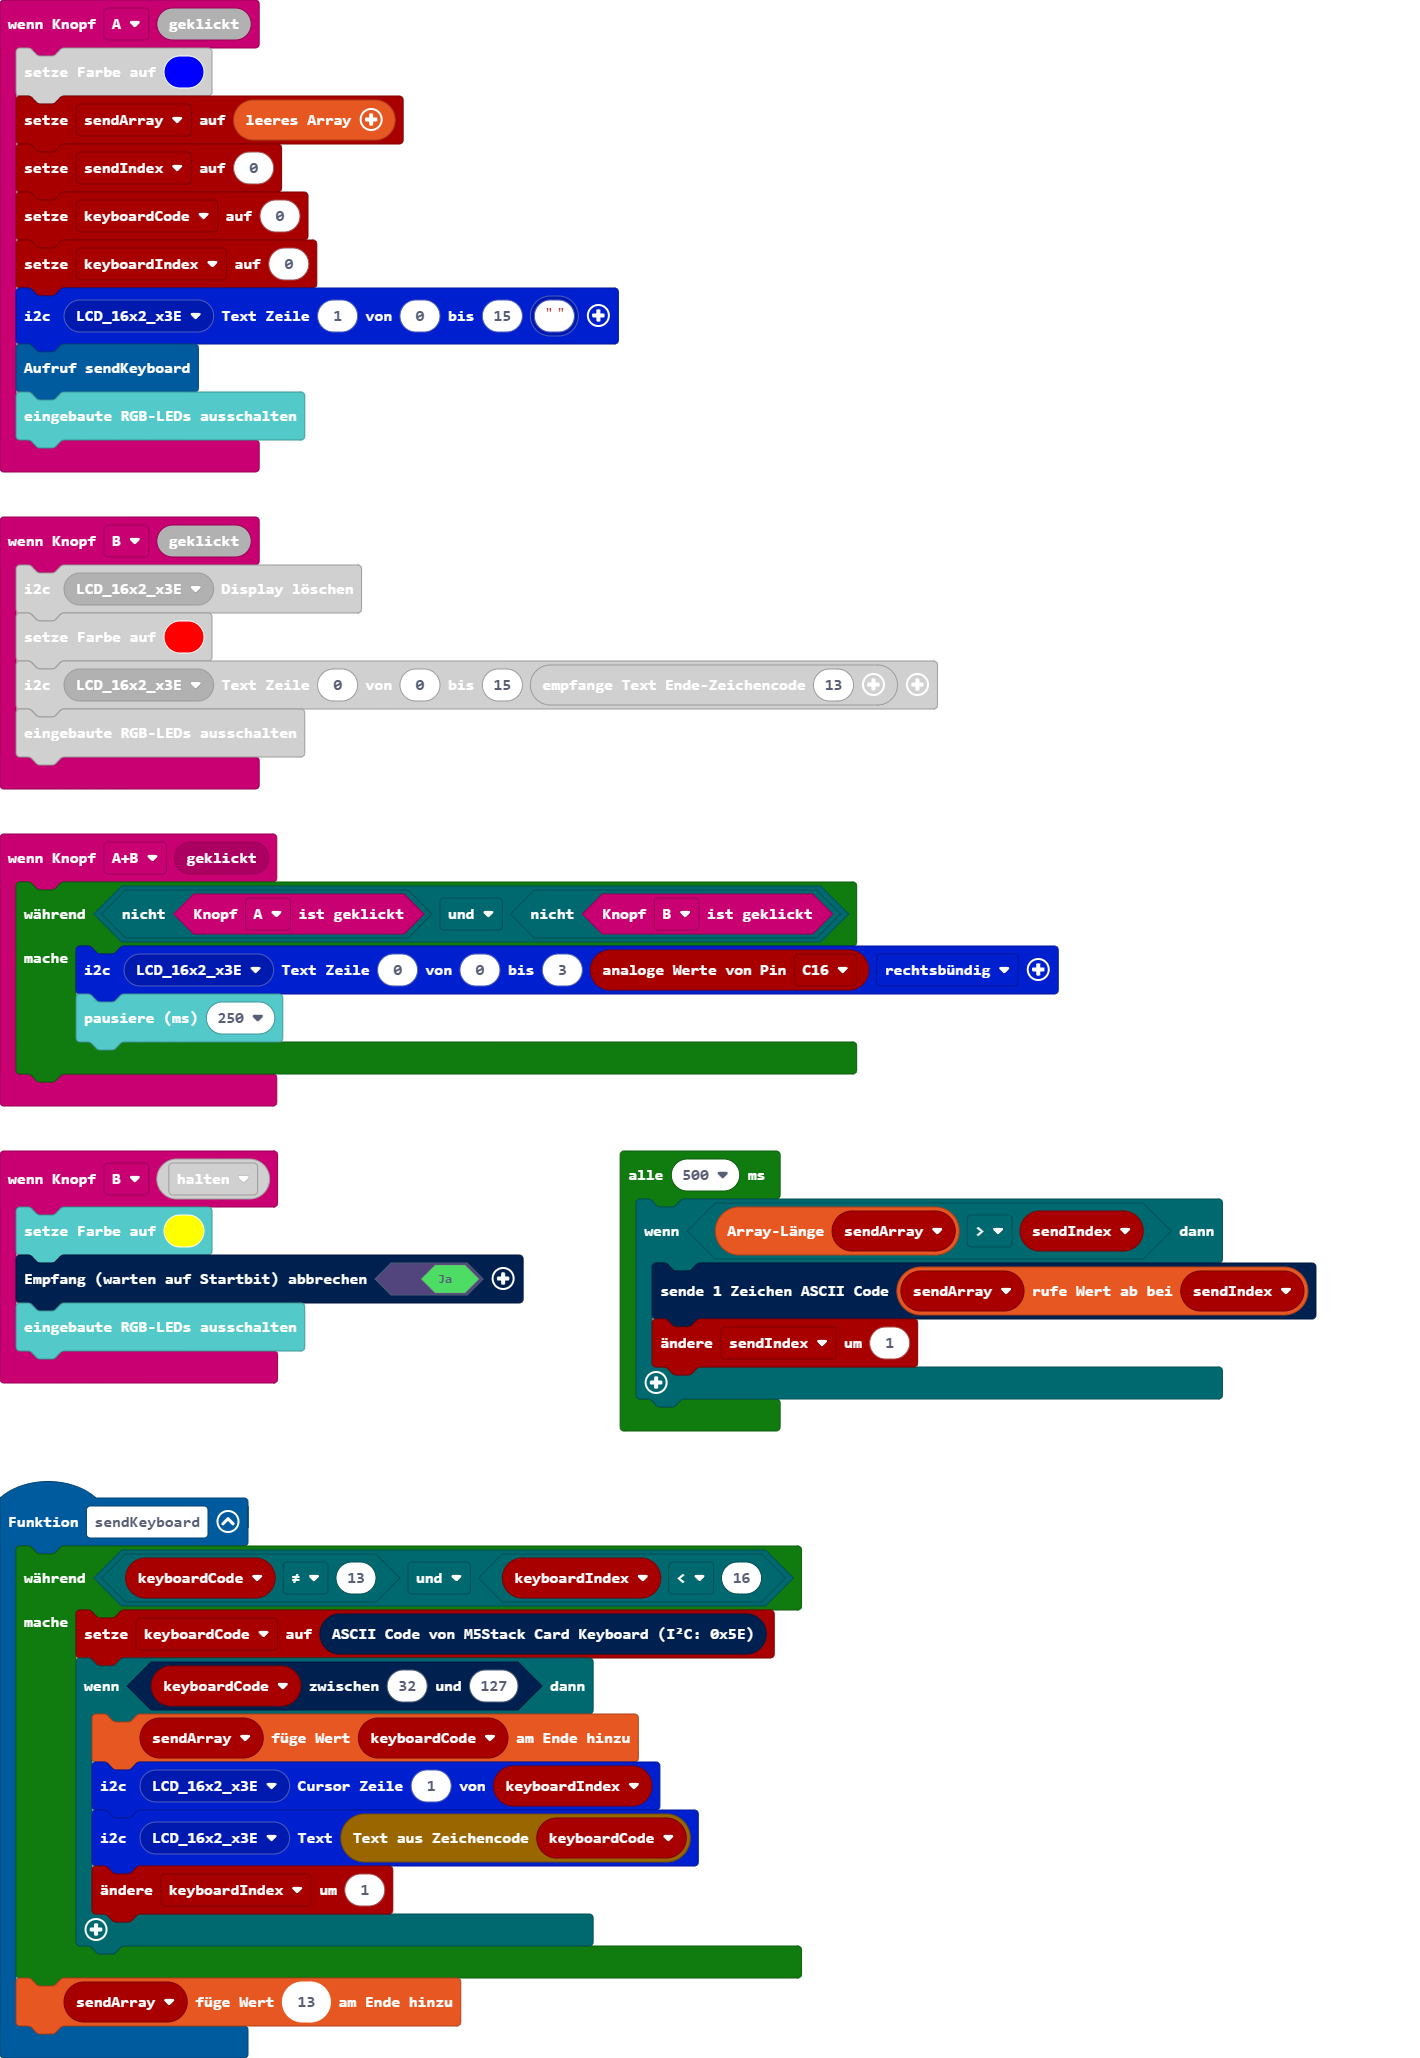 wenn Knopf A geklickt
setze Farbe auf
setze sendArray auf leeres Array
setze sendIndex auf 0
setze keyboardCode auf 0
setze keyboardIndex auf 0
i2c LCD_16x2_x3E Text Zeile 1 von 0 bis 15 " "
Aufruf sendKeyboard
eingebaute RGB-LEDs ausschalten
wenn Knopf B geklickt
i2c LCD_16x2_x3E Display löschen
setze Farbe auf
i2c LCD_16x2_x3E Text Zeile 0 von 0 bis 15 empfange Text Ende-Zeichencode 13
eingebaute RGB-LEDs ausschalten
wenn Knopf A+B geklickt
während nicht Knopf A ist geklickt und nicht Knopf B ist geklickt
mache
i2c LCD_16x2_x3E Text Zeile 0 von 0 bis 3 analoge Werte von Pin C16 rechtsbündig
pausiere (ms) 250
wenn Knopf B halten
setze Farbe auf
Empfang (warten auf Startbit) abbrechen Ja
eingebaute RGB-LEDs ausschalten
alle 500 ms
wenn Array-Länge sendArray > sendIndex dann
sende 1 Zeichen ASCII Code sendArray rufe Wert ab bei sendIndex
ändere sendIndex um 1
Funktion sendKeyboard
während keyboardCode ≠ 13 und keyboardIndex < 16
mache
setze keyboardCode auf ASCII Code von M5Stack Card Keyboard (I²C: 0x5E)
wenn keyboardCode zwischen 32 und 127 dann
sendArray füge Wert keyboardCode am Ende hinzu
i2c LCD_16x2_x3E Cursor Zeile 1 von keyboardIndex
i2c LCD_16x2_x3E Text Text aus Zeichencode keyboardCode
ändere keyboardIndex um 1
sendArray füge Wert 13 am Ende hinzu